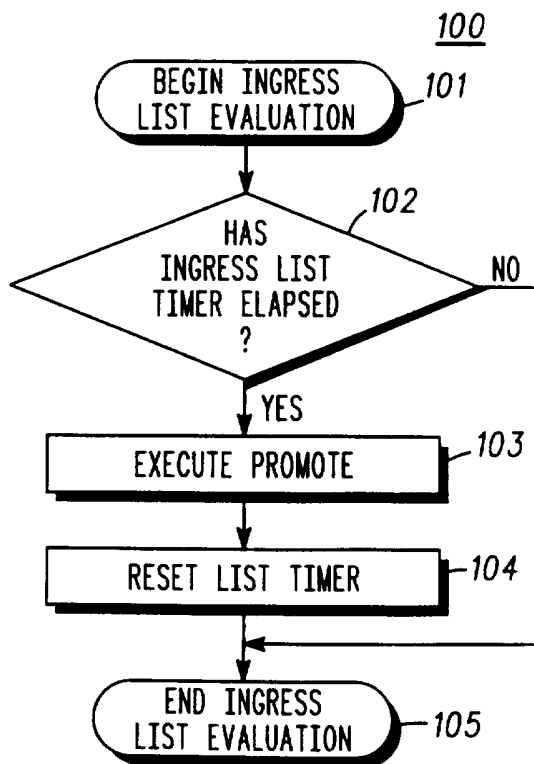 100
BEGIN INGRESS
LIST EVALUATION
101
102
HAS
INGRESS LIST
TIMER ELAPSED
?
NO
YES
EXECUTE PROMOTE
103
RESET LIST TIMER
104
END INGRESS
LIST EVALUATION
105